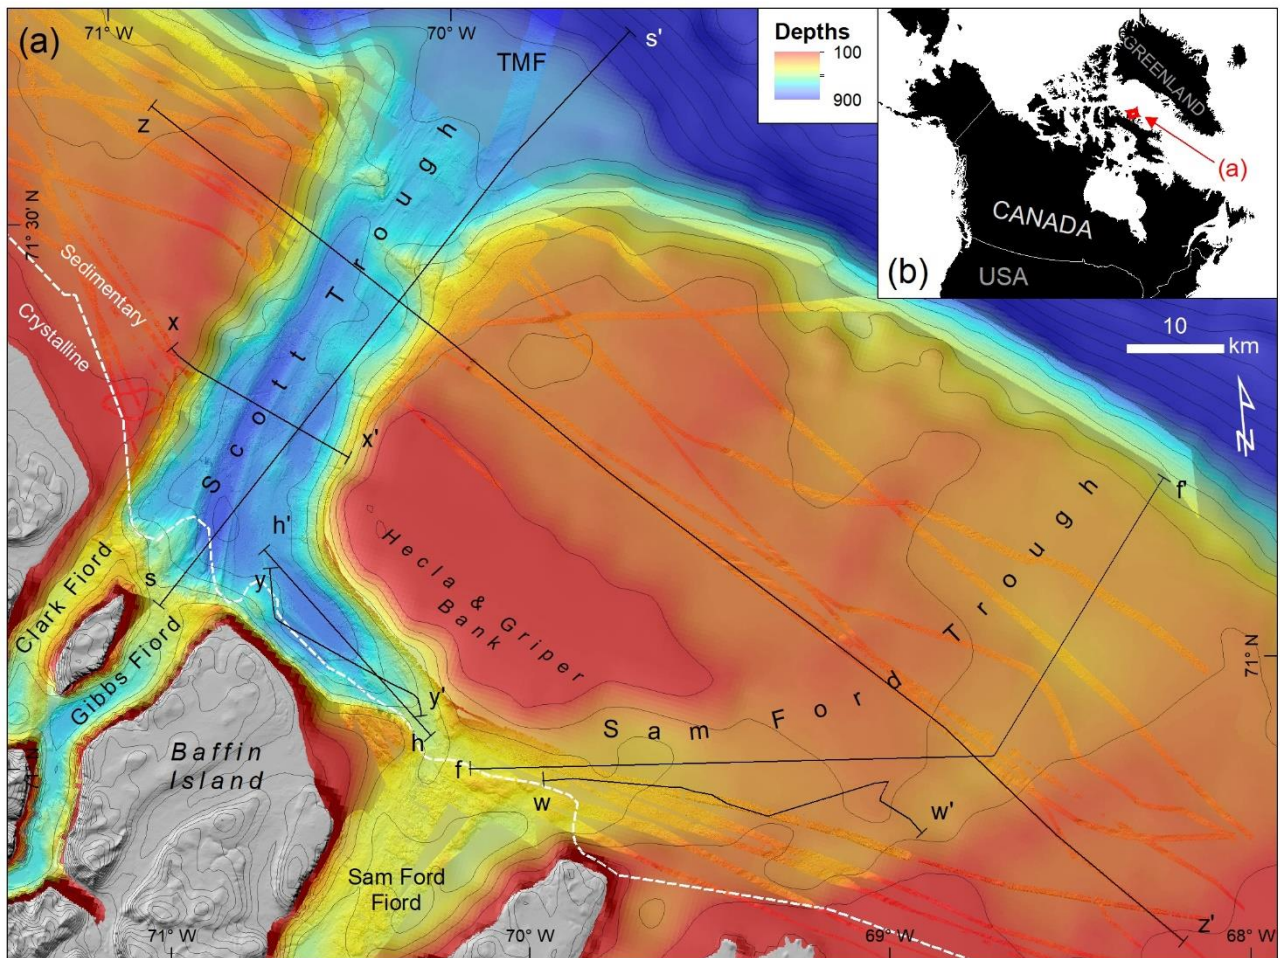 (a)
71° W
70° W
TMF
s'
Depths
100
900
GREENLAND
(a)
CANADA
(b)
USA
z
71° 30' N
Sedimentary
Crystalline
x
x'
Scott Trough
10
km
N
h'
y
s
Clark Fiord
Gibbs Fiord
Hecla & Griper
Bank
Sam Ford Trough
f'
71° N
y'
h
f
w
w'
Baffin
Island
Sam Ford
Fiord
z'
71° W
70° W
69° W
68° W